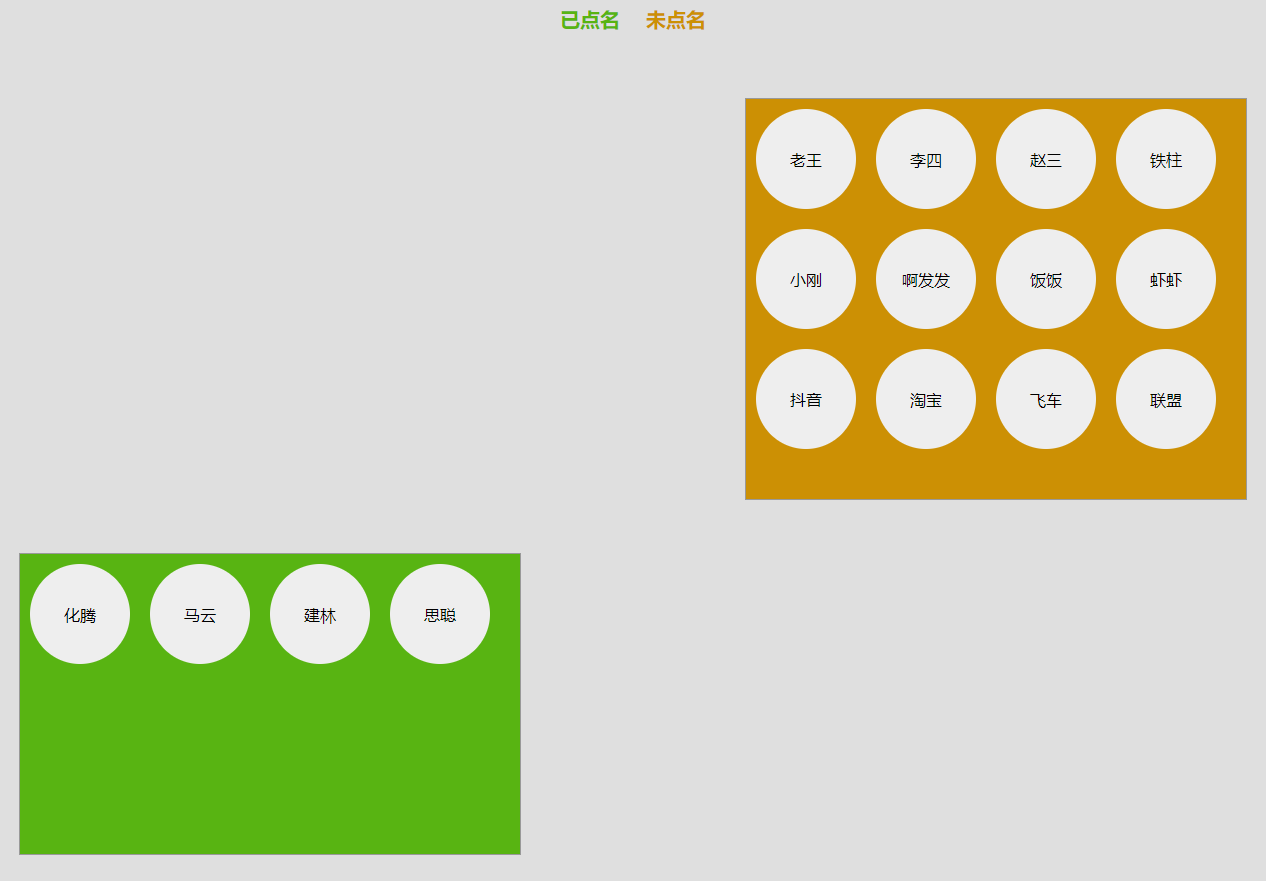 已点名 未点名
老王 李四 赵三 铁柱
小刚 啊发发 饭饭 虾虾
抖音 淘宝 飞车 联盟
化腾 马云 建林 思聪